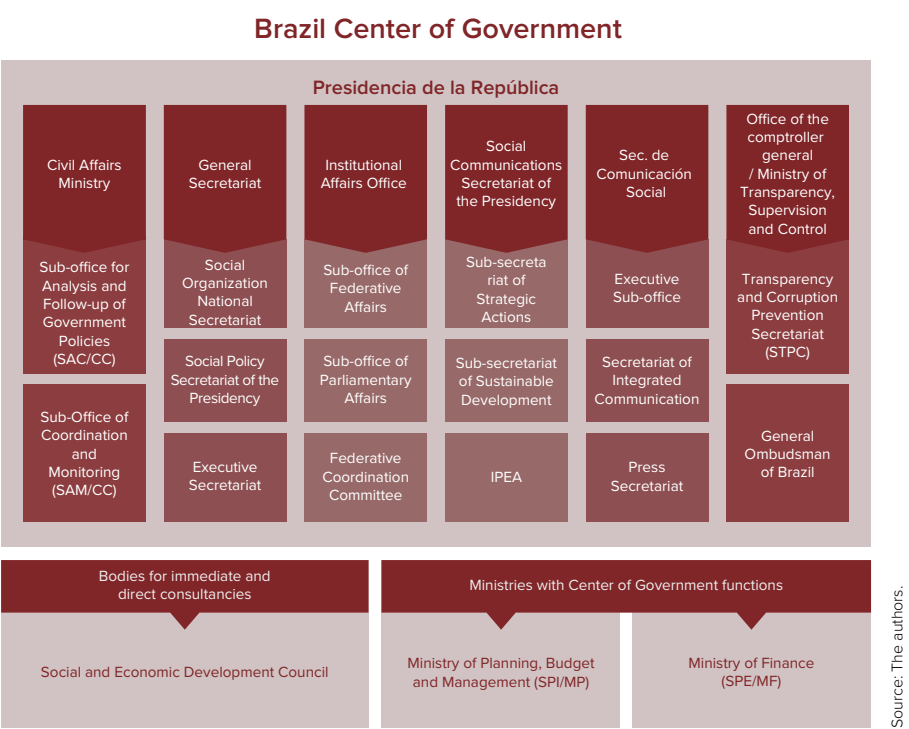 Brazil Center of Government
Presidencia de la República
Civil Affairs
Ministry
General
Secretariat
Institutional
Affairs Office
Social
Communications
Secretariat of
the Presidency
Sec. de
Comunicación
Social
Office of the
comptroller
general
/ Ministry of
Transparency,
Supervision
and Control
Sub-office for
Analysis and
Follow-up of
Government
Policies
(SAC/CC)
Sub-Office of
Coordination
and
Monitoring
(SAM/CC)
Social
Organization
National
Secretariat
Social Policy
Secretariat of the
Presidency
Executive
Secretariat
Sub-office of
Federative
Affairs
Sub-office of
Parliamentary
Affairs
Federative
Coordination
Committee
Sub-secreta
riat of
Strategic
Actions
Sub-secretariat
of Sustainable
Development
IPEA
Executive
Sub-office
Secretariat of
Integrated
Communication
Press
Secretariat
Transparency
and Corruption
Prevention
Secretariat
(STPC)
General
Ombudsman
of Brazil
Bodies for immediate and
direct consultancies
Social and Economic Development Council
Ministries with Center of Government functions
Ministry of Planning, Budget
and Management (SPI/MP)
Ministry of Finance
(SPE/MF)
Source: The authors.